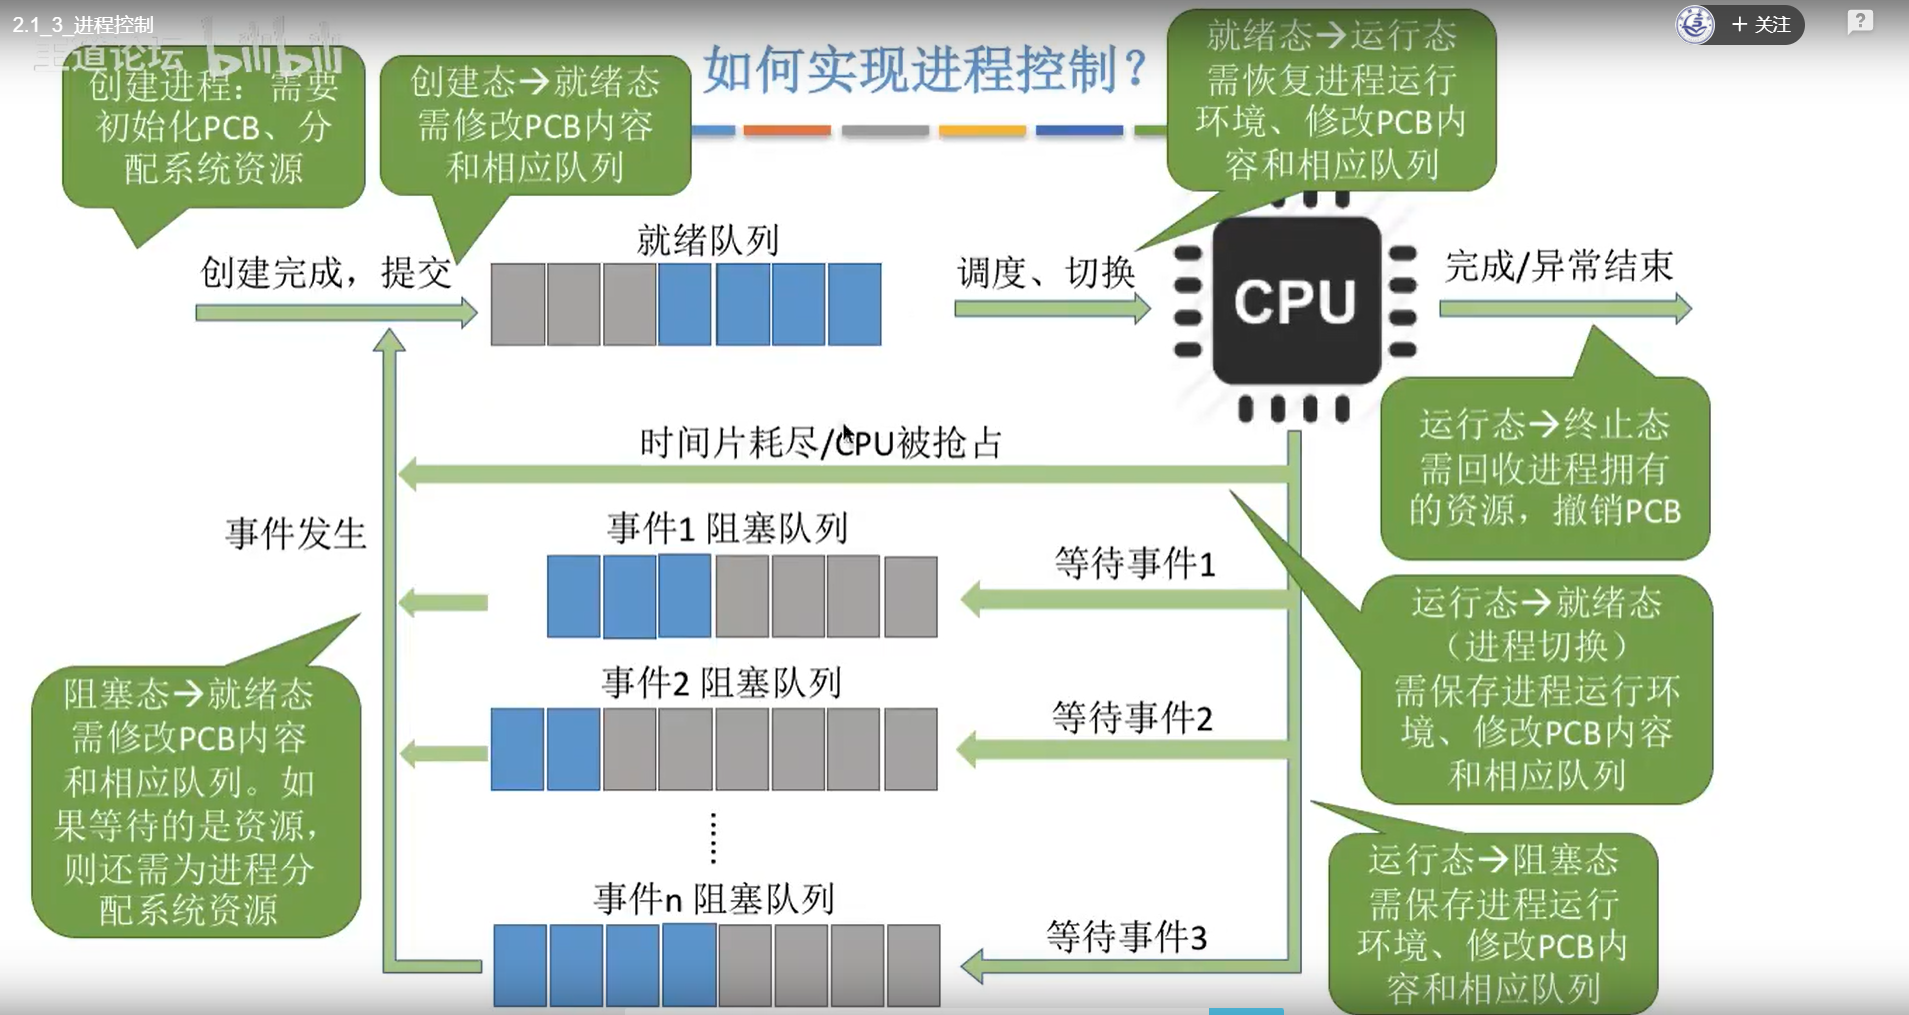 2.1_3_进程控制
关注
王道论坛 bilibili
如何实现进程控制？
创建进程：需要
初始化PCB、分
配系统资源
创建态→就绪态
需修改PCB内容
和相应队列
就绪态→运行态
需恢复进程运行
环境、修改PCB内
容和相应队列
创建完成，提交
就绪队列
调度、切换
CPU
完成/异常结束
运行态→终止态
需回收进程拥有
的资源，撤销PCB
时间片耗尽/CPU被抢占
事件发生
事件1 阻塞队列
等待事件1
运行态→就绪态
（进程切换）
需保存进程运行环
境、修改PCB内容
和相应队列
事件2 阻塞队列
等待事件2
阻塞态→就绪态
需修改PCB内容
和相应队列。如
果等待的是资源，
则还需为进程分
配系统资源
事件n 阻塞队列
等待事件3
运行态→阻塞态
需保存进程运行
环境、修改PCB内
容和相应队列